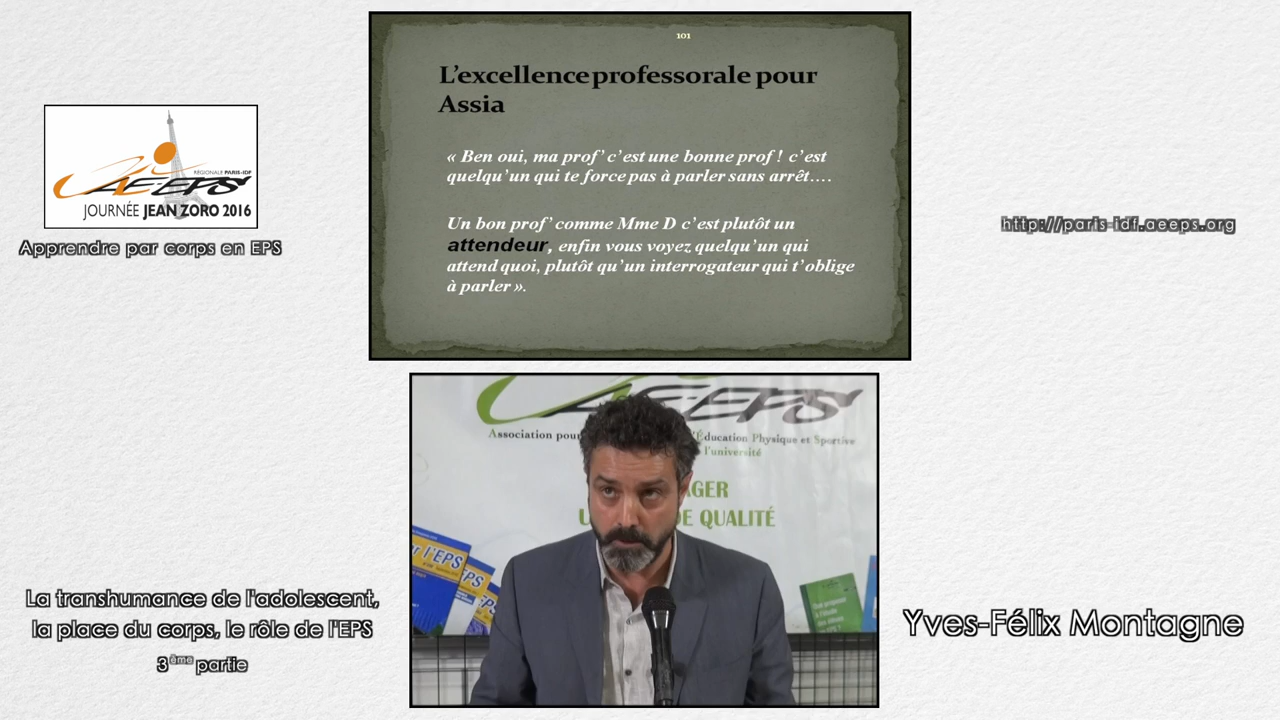 101
L'excellence professorale pour
Assia
« Ben oui, ma prof' c'est une bonne prof ! c'est
quelqu'un qui te force pas à parler sans arrêt….
Un bon prof' comme Mme D c'est plutôt un
attendeur, enfin vous voyez quelqu'un qui
attend quoi, plutôt qu'un interrogateur qui t'oblige
à parler ».
AEEPS
RÉGIONALE PARIS-IDF
JOURNÉE JEAN ZORO 2016
Apprendre par corps en EPS
http://paris-idf.aeeps.org
AEEPS
Association pour l'Éducation Physique et Sportive
l'université
AGER
U DE QUALITÉ
r l'EPS
EPS
La transhumance de l'adolescent,
la place du corps, le rôle de l'EPS
3ème partie
Yves-Félix Montagne